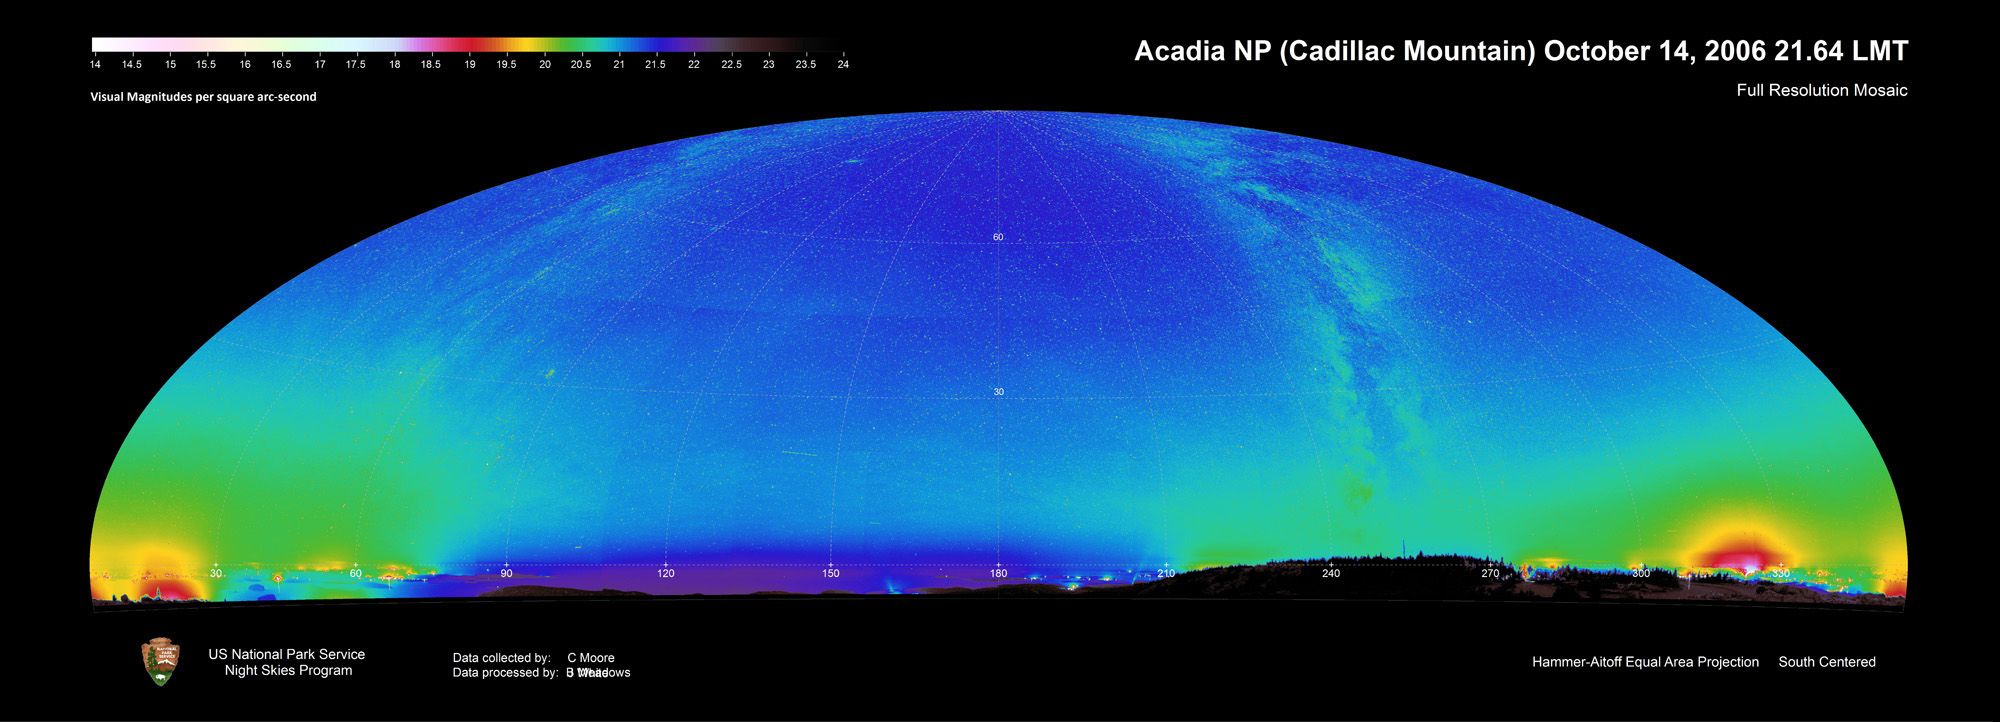 Acadia NP (Cadillac Mountain) October 14, 2006 21.64 LMT
Full Resolution Mosaic
14 14.5 15 15.5 16 16.5 17 17.5 18 18.5 19 19.5 20 20.5 21 21.5 22 22.5 23 23.5 24
Visual Magnitudes per square arc-second
60
30
30 60 90 120 150 180 210 240 270 300 330
NATIONAL
PARK
SERVICE
US National Park Service
Night Skies Program
Data collected by: C Moore
Data processed by:
Hammer-Aitoff Equal Area Projection South Centered